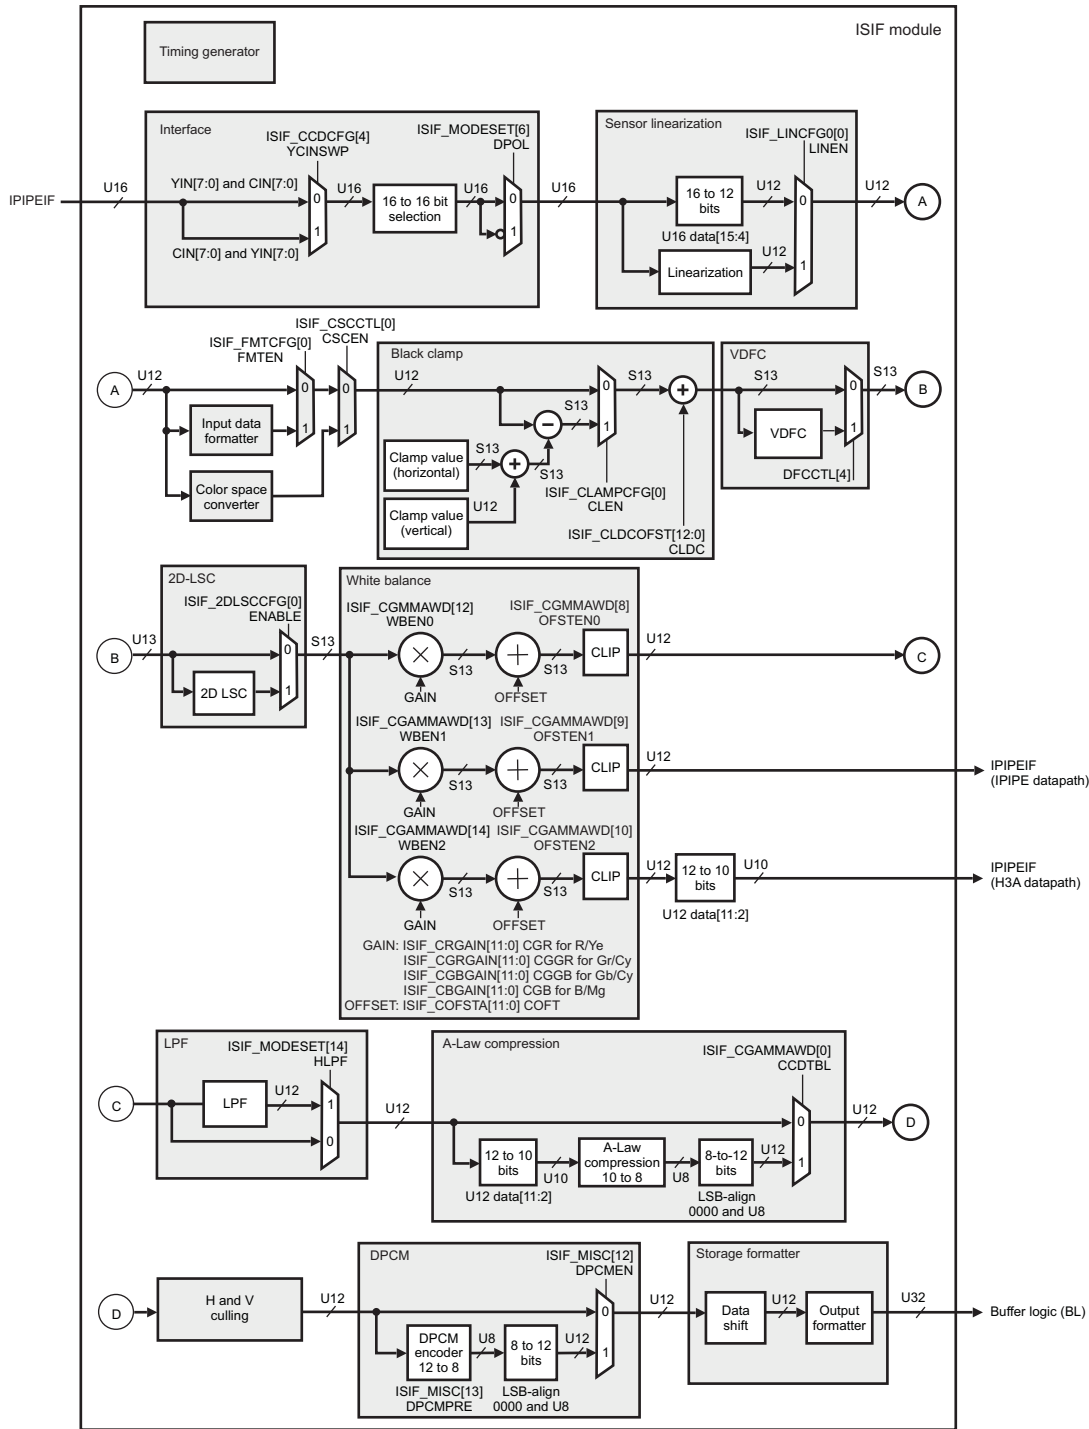 ISIF module
Timing generator
Interface
ISIF_CCDCFG[4]
YCINSWP
ISIF_MODESET[6]
DPOL
IPIPEIF
U16
YIN[7:0] and CIN[7:0]
0
U16
16 to 16 bit
selection
U16
0
U16
1
CIN[7:0] and YIN[7:0]
1
Sensor linearization
ISIF_LINCFG0[0]
LINEN
16 to 12
bits
U12
0
U12
A
U16 data[15:4]
Linearization
U12
1
ISIF_CSCCTL[0]
CSCEN
ISIF_FMTCFG[0]
FMTEN
A
U12
0
0
Input data
formatter
1
1
Color space
converter
Black clamp
U12
0
S13
S13
1
Clamp value
(horizontal)
S13
S13
Clamp value
(vertical)
U12
ISIF_CLAMPCFG[0]
CLEN
ISIF_CLDCOFST[12:0]
CLDC
VDFC
S13
0
S13
B
VDFC
1
DFCCTL[4]
2D-LSC
ISIF_2DLSCCFG[0]
ENABLE
B
U13
0
S13
2D LSC
1
White balance
ISIF_CGMMAWD[12]
WBEN0
ISIF_CGMMAWD[8]
OFSTEN0
S13
S13
CLIP
U12
C
GAIN
OFFSET
ISIF_CGAMMAWD[13]
WBEN1
ISIF_CGAMMAWD[9]
OFSTEN1
S13
S13
CLIP
U12
IPIPEIF
(IPIPE datapath)
GAIN
OFFSET
ISIF_CGAMMAWD[14]
WBEN2
ISIF_CGAMMAWD[10]
OFSTEN2
S13
S13
CLIP
U12
12 to 10
bits
U10
IPIPEIF
(H3A datapath)
U12 data[11:2]
GAIN
OFFSET
GAIN: ISIF_CRGAIN[11:0] CGR for R/Ye
ISIF_CGRGAIN[11:0] CGGR for Gr/Cy
ISIF_CGBGAIN[11:0] CGGB for Gb/Cy
ISIF_CBGAIN[11:0] CGB for B/Mg
OFFSET: ISIF_COFSTA[11:0] COFT
LPF
ISIF_MODESET[14]
HLPF
C
LPF
U12
1
0
U12
A-Law compression
ISIF_CGAMMAWD[0]
CCDTBL
0
U12
D
12 to 10
bits
U10
A-Law
compression
10 to 8
U8
8-to-12
bits
U12
1
U12 data[11:2]
LSB-align
0000 and U8
D
H and V
culling
U12
DPCM
ISIF_MISC[12]
DPCMEN
0
U12
DPCM
encoder
12 to 8
U8
8 to 12
bits
U12
1
ISIF_MISC[13]
DPCMPRE
LSB-align
0000 and U8
Storage formatter
Data
shift
U12
Output
formatter
U32
Buffer logic (BL)